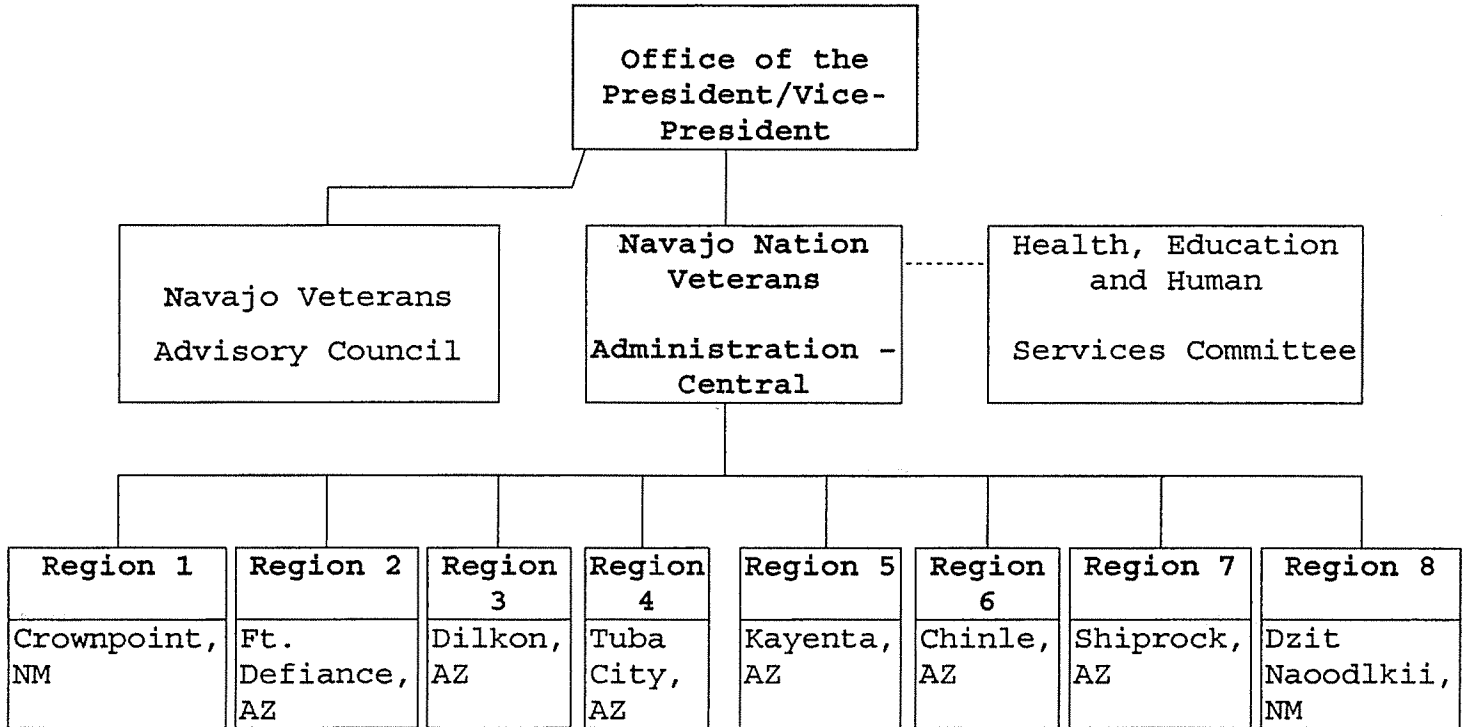 Office of the
President/Vice-
President
Navajo Veterans
Advisory Council
Navajo Nation
Veterans
Administration -
Central
Health, Education
and Human
Services Committee
Region 1
Crownpoint,
NM
Region 2
Ft.
Defiance,
AZ
Region
3
Dilkon,
AZ
Region
4
Tuba
City,
AZ
Region 5
Kayenta,
AZ
Region
6
Chinle,
AZ
Region 7
Shiprock,
AZ
Region 8
Dzit
Naoodlkii,
NM